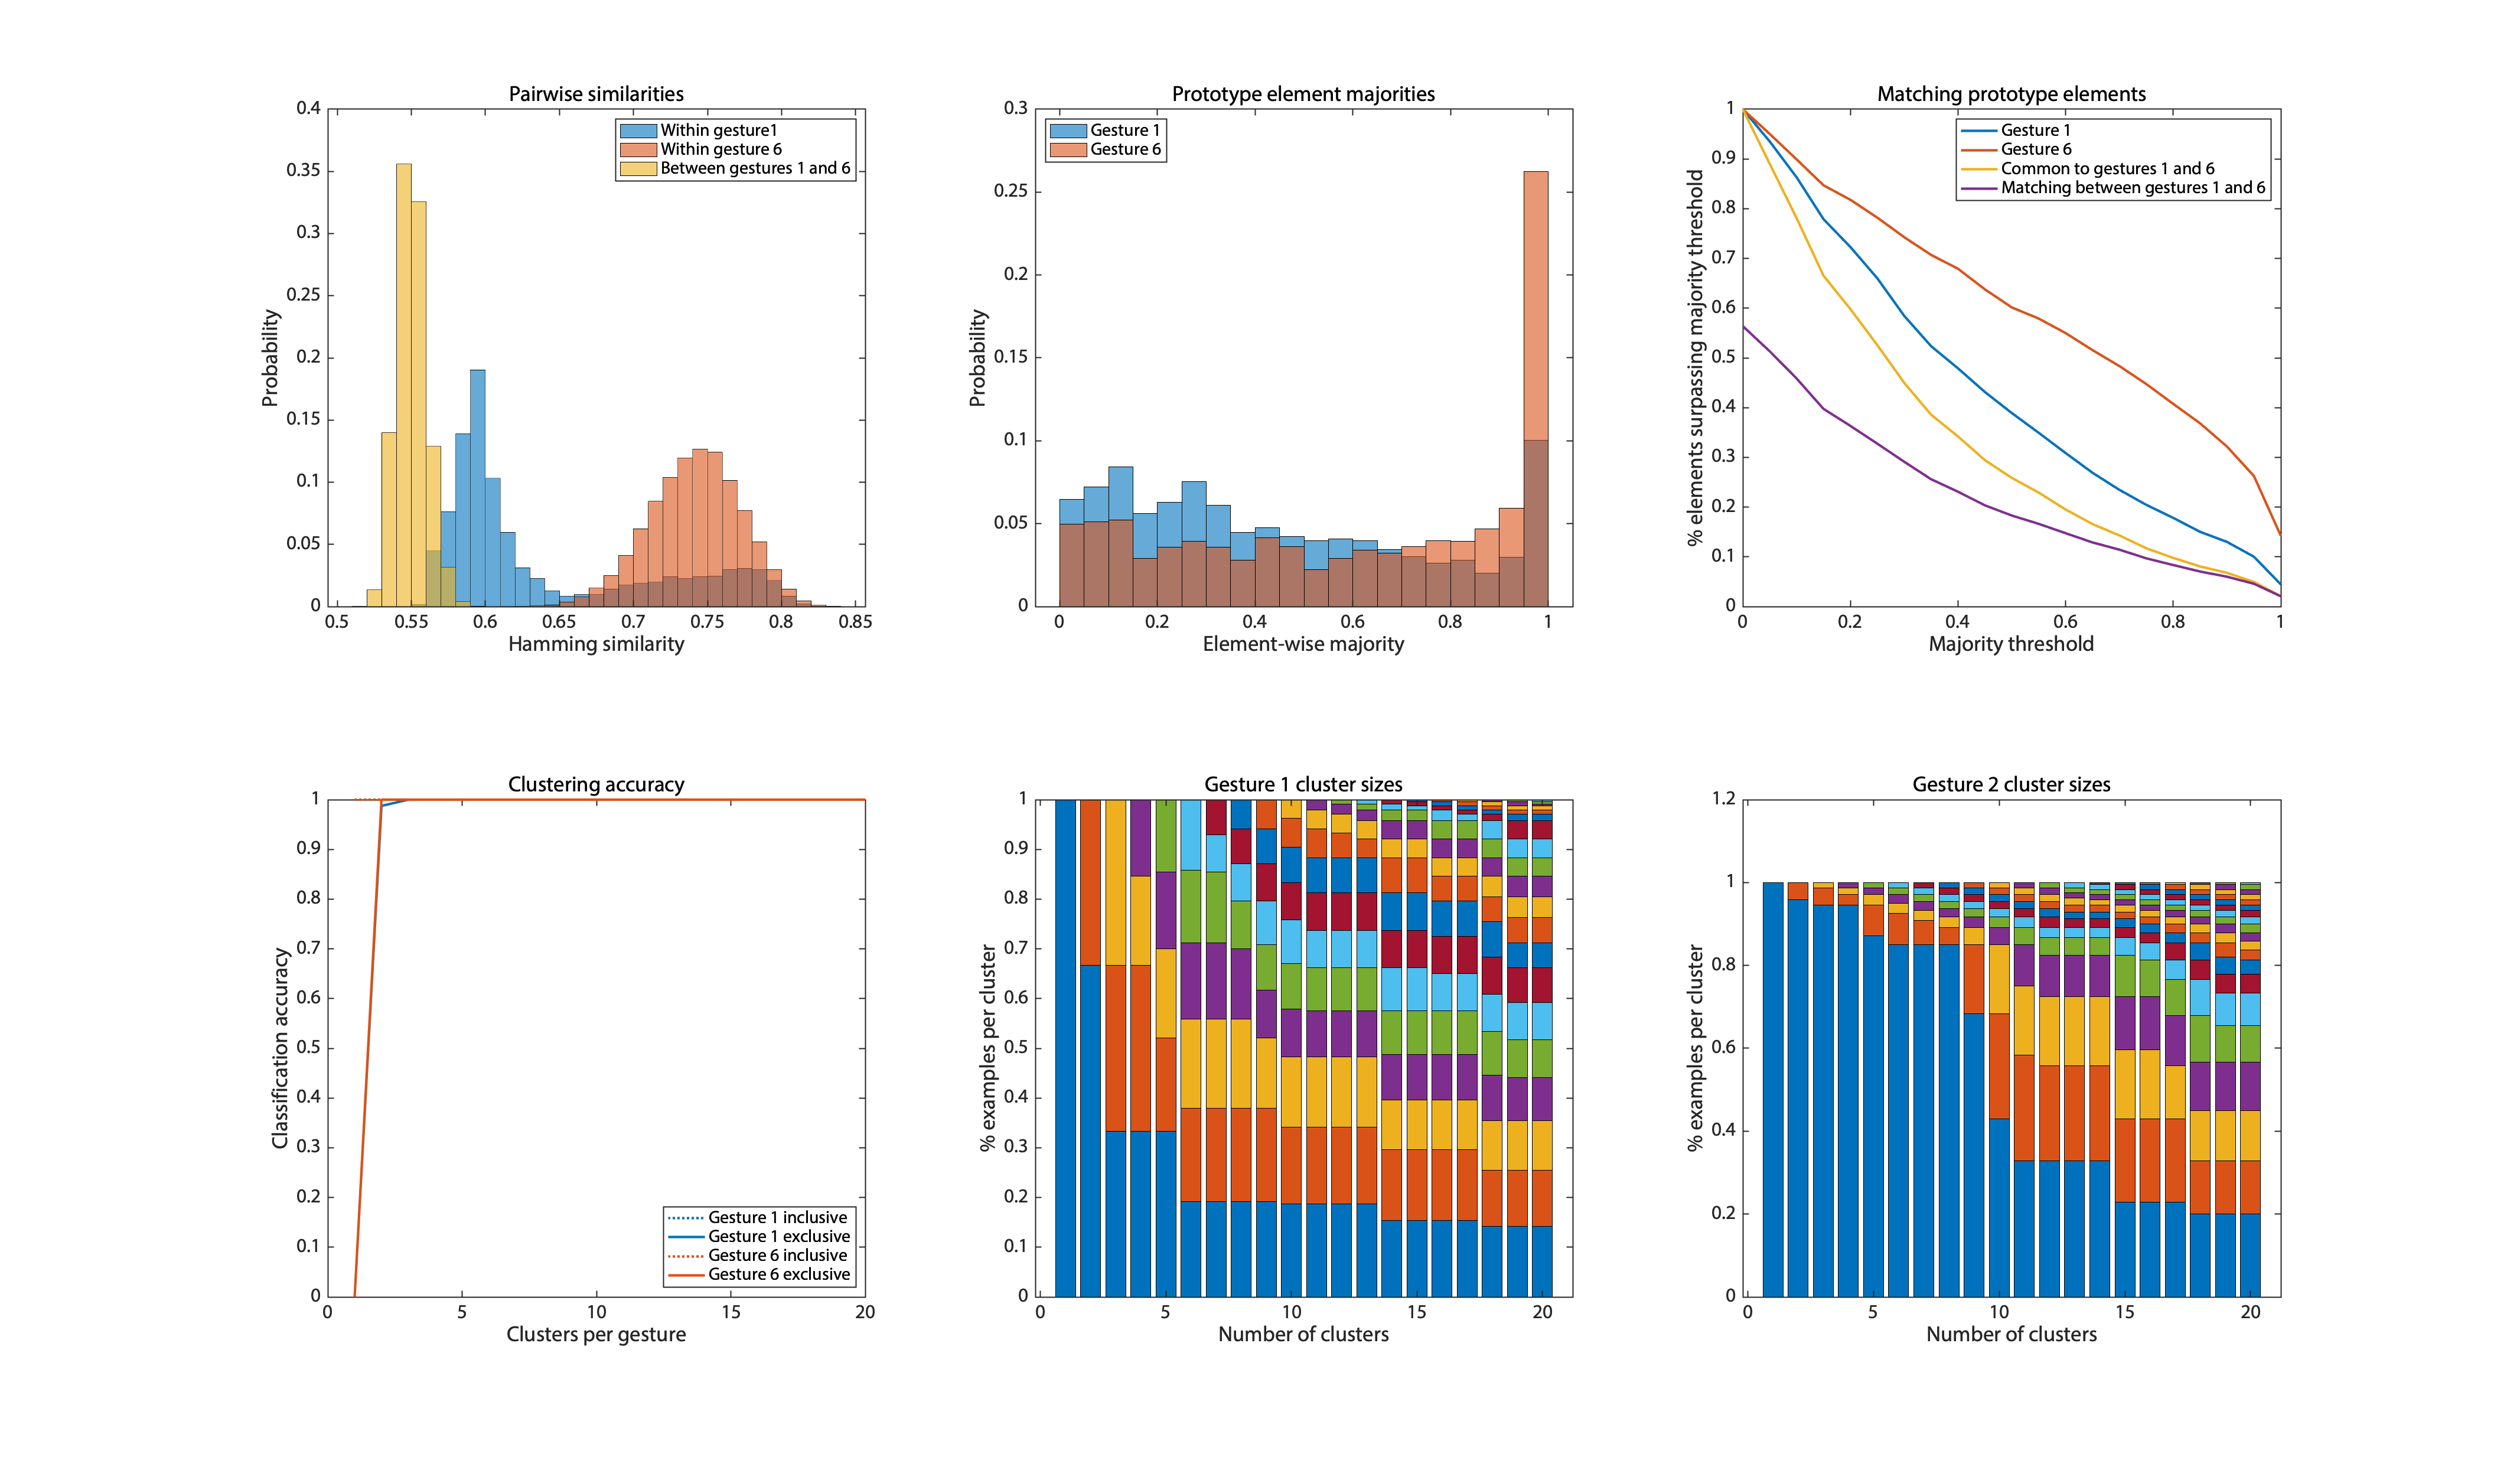 Pairwise similarities
0.4
0.35
0.3
0.25
0.2
0.15
0.1
0.05
0
Probability
Within gesture1
Within gesture 6
Between gestures 1 and 6
0.5 0.55 0.6 0.65 0.7 0.75 0.8 0.85
Hamming similarity
Prototype element majorities
0.3
0.25
0.2
0.15
0.1
0.05
0
Probability
Gesture 1
Gesture 6
0 0.2 0.4 0.6 0.8 1
Element-wise majority
Matching prototype elements
1
0.9
0.8
0.7
0.6
0.5
0.4
0.3
0.2
0.1
0
% elements surpassing majority threshold
Gesture 1
Gesture 6
Common to gestures 1 and 6
Matching between gestures 1 and 6
0 0.2 0.4 0.6 0.8 1
Majority threshold
Clustering accuracy
1
0.9
0.8
0.7
0.6
0.5
0.4
0.3
0.2
0.1
0
Classification accuracy
Gesture 1 inclusive
Gesture 1 exclusive
Gesture 6 inclusive
Gesture 6 exclusive
0 5 10 15 20
Clusters per gesture
Gesture 1 cluster sizes
1
0.9
0.8
0.7
0.6
0.5
0.4
0.3
0.2
0.1
0
% examples per cluster
0 5 10 15 20
Number of clusters
Gesture 2 cluster sizes
1.2
1
0.8
0.6
0.4
0.2
0
% examples per cluster
0 5 10 15 20
Number of clusters